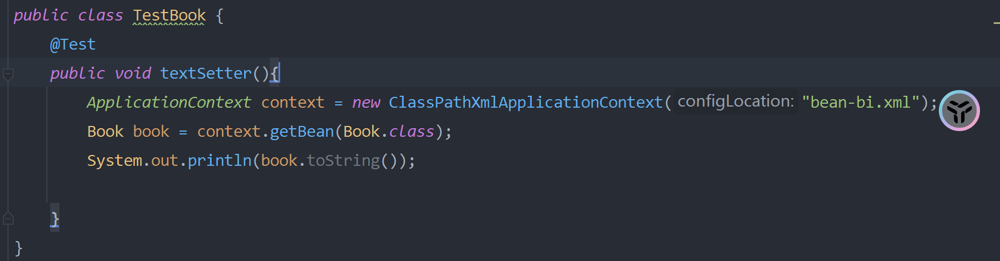 public class TestBook {
@Test
public void textSetter(){
ApplicationContext context = new ClassPathXmlApplicationContext( configLocation: "bean-bi.xml");
Book book = context.getBean(Book.class);
System.out.println(book.toString());
}
}